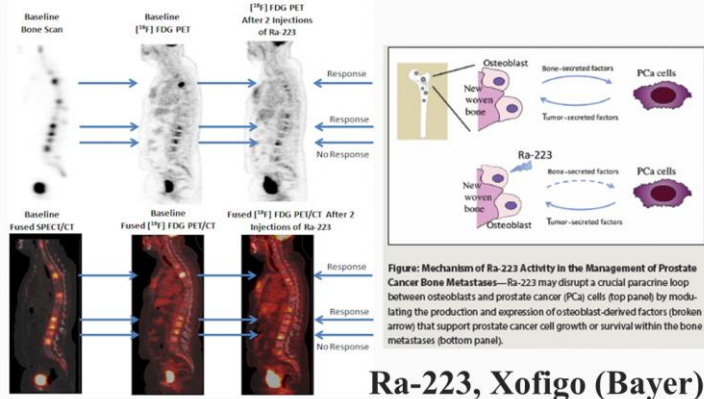 Baseline
Bone Scan
Baseline
[¹⁸F] FDG PET
[¹⁸F] FDG PET
After 2 Injections
of Ra-223
Response
Response
No Response
Baseline
Fused SPECT/CT
Baseline
Fused [¹⁸F] FDG PET/CT
Fused [¹⁸F] FDG PET/CT After 2
Injections of Ra-223
Response
Response
No Response
Osteoblast
New
woven
bone
Bone-secreted factors
Tumor-secreted factors
PCa cells
Ra-223
New
woven
bone
Osteoblast
Bone-secreted factors
Tumor-secreted factors
PCa cells
Figure: Mechanism of Ra-223 Activity in the Management of Prostate
Cancer Bone Metastases—Ra-223 may disrupt a crucial paracrine loop
between osteoblasts and prostate cancer (PCa) cells (top panel) by modu-
lating the production and expression of osteoblast-derived factors (broken
arrow) that support prostate cancer cell growth or survival within the bone
metastases (bottom panel).
Ra-223, Xofigo (Bayer)